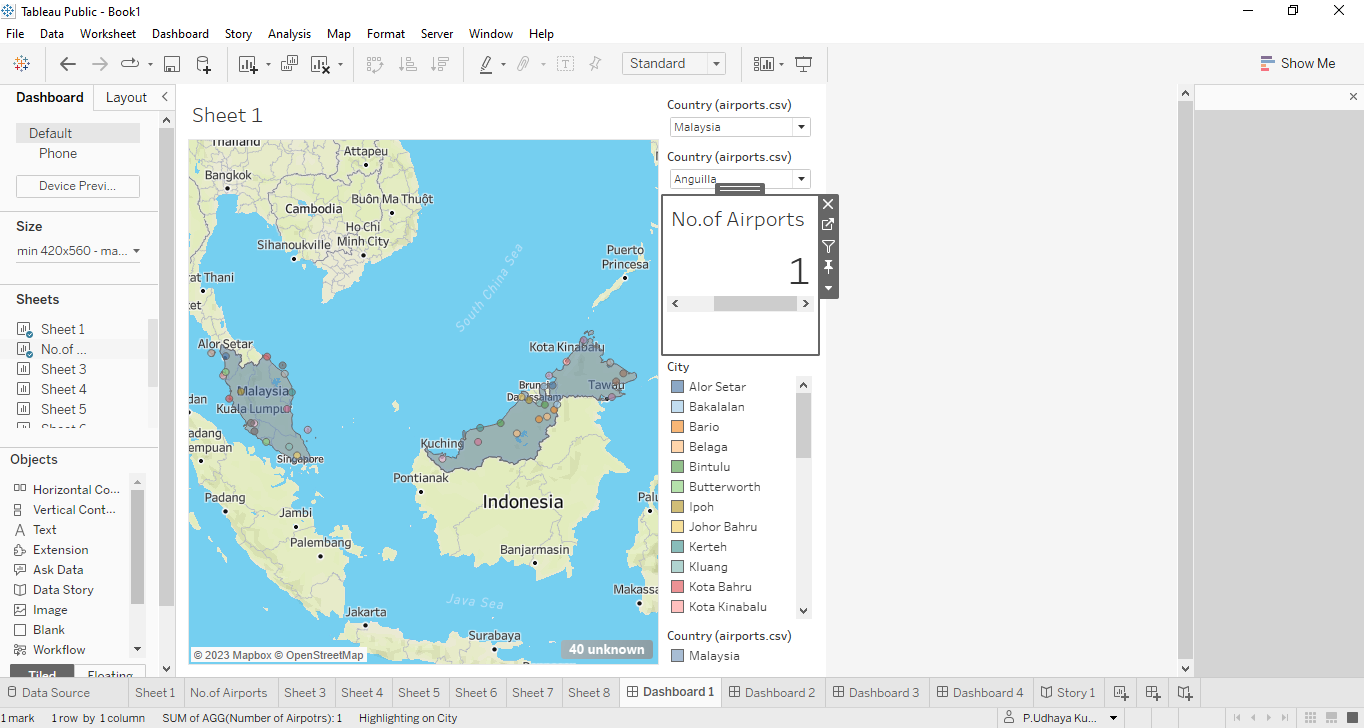 Tableau Public - Book1
File Data Worksheet Dashboard Story Analysis Map Format Server Window Help
Standard
Show Me
Dashboard Layout
Default
Phone
Device Previ...
Size
min 420x560 - ma...
Sheets
Sheet 1
No.of ...
Sheet 3
Sheet 4
Sheet 5
Objects
Horizontal Co...
Vertical Cont...
Text
Extension
Ask Data
Data Story
Image
Blank
Workflow
Tiled Floating
Sheet 1
Thailand
Attapeu
Bangkok
Buôn Ma Thuột
Cambodia
Ho Chi
Minh City
Sihanoukville
Puerto
Princesa
South China Sea
at Thani
Alor Setar
Kota Kinabalu
Malaysia
Kuala Lumpu
Tawau
Kuching
Singapore
Pontianak
Indonesia
Padang
Jambi
Palembang
Banjarmasin
Makassa
Java Sea
Jakarta
Surabaya
© 2023 Mapbox © OpenStreetMap
40 unknown
Country (airports.csv)
Malaysia
Country (airports.csv)
Anguilla
No.of Airports
1
City
Alor Setar
Bakalalan
Bario
Belaga
Bintulu
Butterworth
Ipoh
Johor Bahru
Kerteh
Kluang
Kota Bahru
Kota Kinabalu
Country (airports.csv)
Malaysia
Data Source Sheet 1 No.of Airports Sheet 3 Sheet 4 Sheet 5 Sheet 6 Sheet 7 Sheet 8 Dashboard 1 Dashboard 2 Dashboard 3 Dashboard 4 Story 1
1 mark 1 row by 1 column SUM of AGG(Number of Airpotrs): 1 Highlighting on City P.Udhaya Ku...